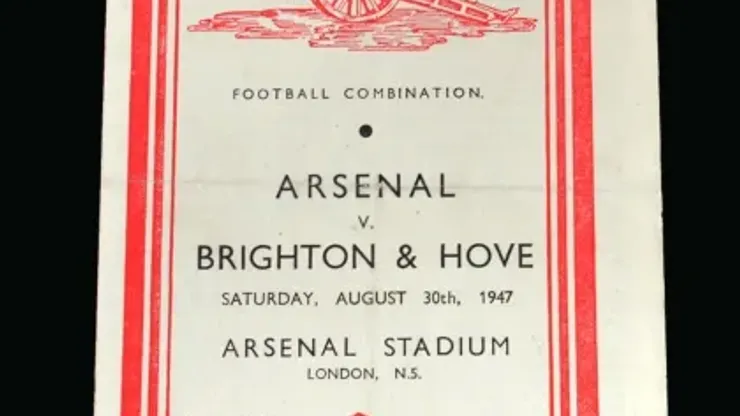 FOOTBALL COMBINATION.
ARSENAL
V.
BRIGHTON & HOVE
SATURDAY, AUGUST 30th, 1947
ARSENAL STADIUM
LONDON, N.5.